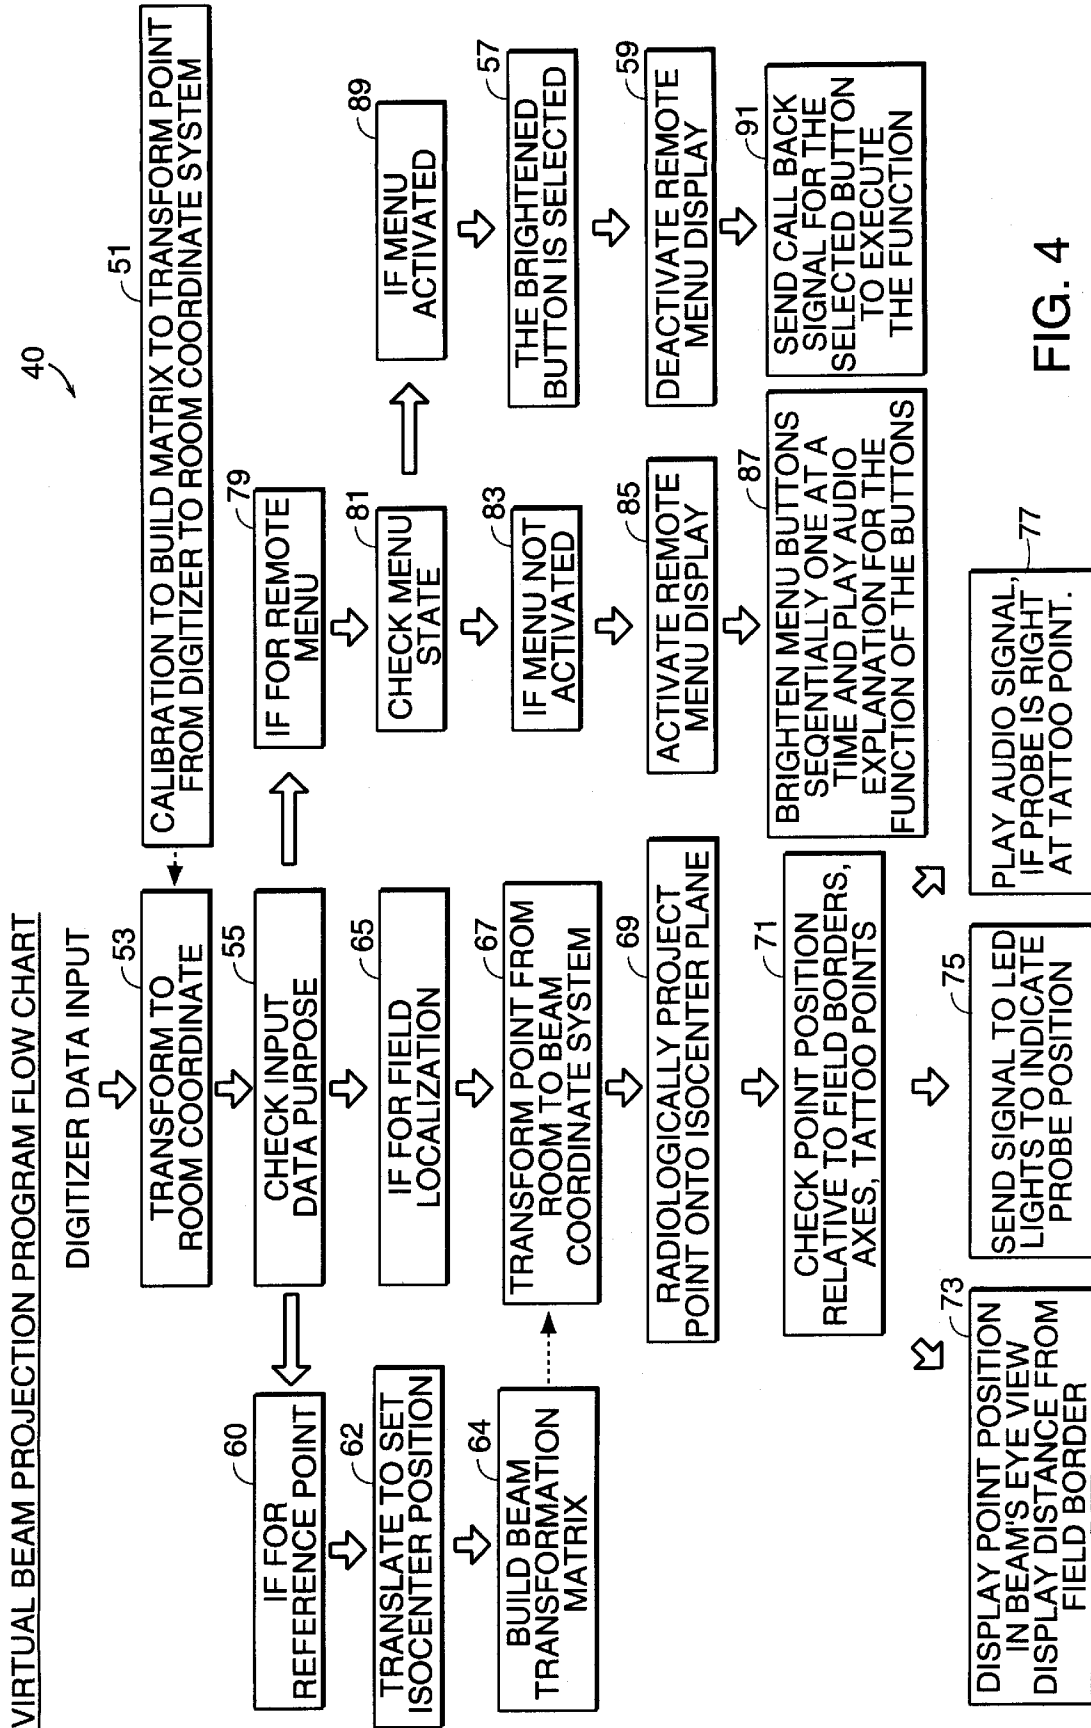 VIRTUAL BEAM PROJECTION PROGRAM FLOW CHART
40
DIGITIZER DATA INPUT
51
CALIBRATION TO BUILD MATRIX TO TRANSFORM POINT
FROM DIGITIZER TO ROOM COORDINATE SYSTEM
53
TRANSFORM TO
ROOM COORDINATE
55
CHECK INPUT
DATA PURPOSE
60
IF FOR
REFERENCE POINT
62
TRANSLATE TO SET
ISOCENTER POSITION
64
BUILD BEAM
TRANSFORMATION
MATRIX
65
IF FOR FIELD
LOCALIZATION
67
TRANSFORM POINT FROM
ROOM TO BEAM
COORDINATE SYSTEM
69
RADIOLOGICALLY PROJECT
POINT ONTO ISOCENTER PLANE
71
CHECK POINT POSITION
RELATIVE TO FIELD BORDERS,
AXES, TATTOO POINTS
73
DISPLAY POINT POSITION
IN BEAM'S EYE VIEW
DISPLAY DISTANCE FROM
FIELD BORDER
75
SEND SIGNAL TO LED
LIGHTS TO INDICATE
PROBE POSITION
77
PLAY AUDIO SIGNAL,
IF PROBE IS RIGHT
AT TATTOO POINT.
79
IF FOR REMOTE
MENU
81
CHECK MENU
STATE
83
IF MENU NOT
ACTIVATED
85
ACTIVATE REMOTE
MENU DISPLAY
87
BRIGHTEN MENU BUTTONS
SEQENTIALLY ONE AT A
TIME AND PLAY AUDIO
EXPLANATION FOR THE
FUNCTION OF THE BUTTONS
89
IF MENU
ACTIVATED
57
THE BRIGHTENED
BUTTON IS SELECTED
59
DEACTIVATE REMOTE
MENU DISPLAY
91
SEND CALL BACK
SIGNAL FOR THE
SELECTED BUTTON
TO EXECUTE
THE FUNCTION
FIG. 4